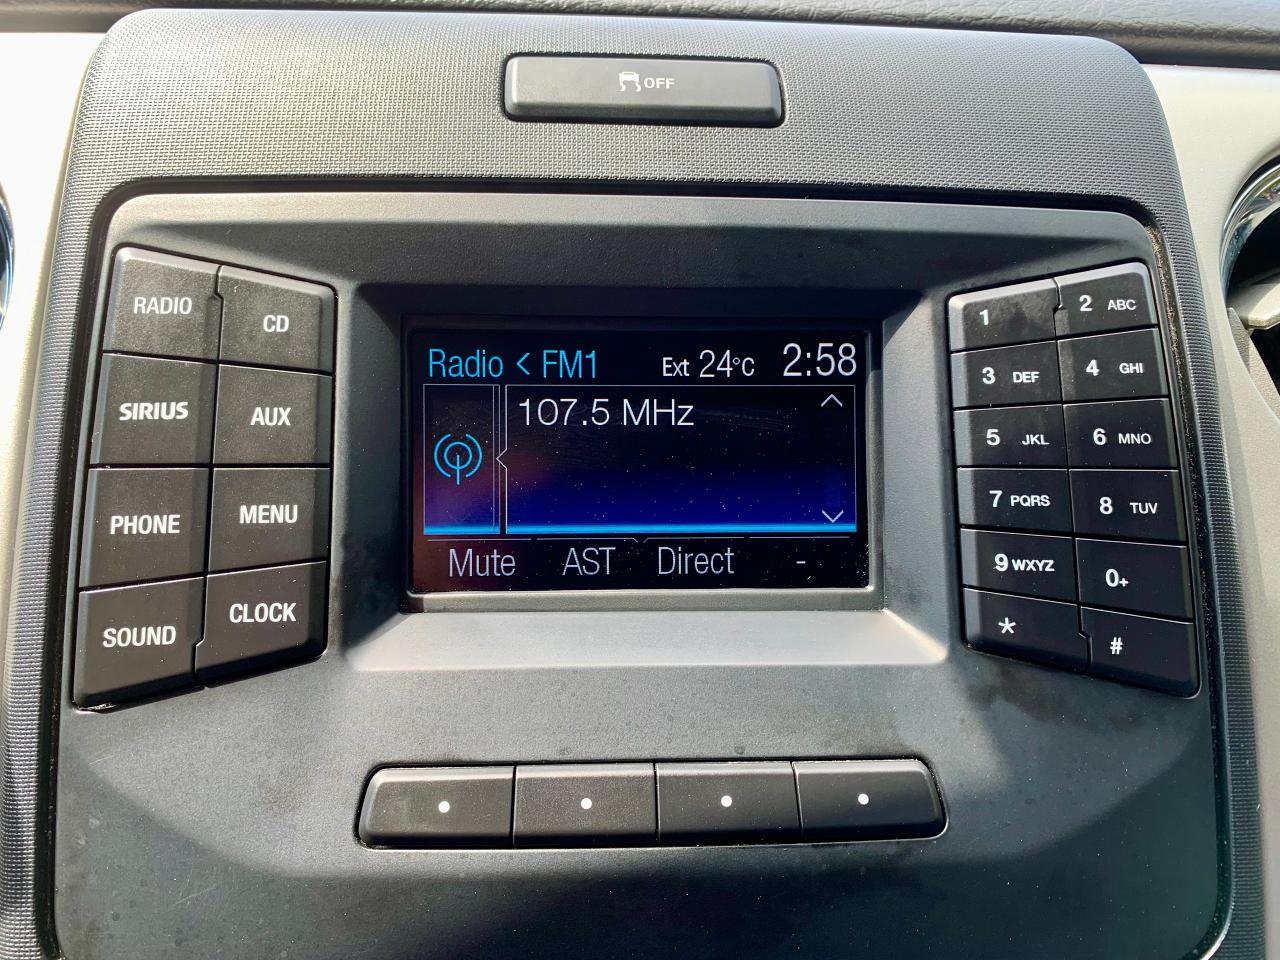 OFF
RADIO
CD
SIRIUS
AUX
PHONE
MENU
SOUND
CLOCK
Radio < FM1 Ext 24°C 2:58
107.5 MHz
Mute AST Direct -
1
2 ABC
3 DEF
4 GHI
5 JKL
6 MNO
7 PQRS
8 TUV
9 WXYZ
0+
*
#